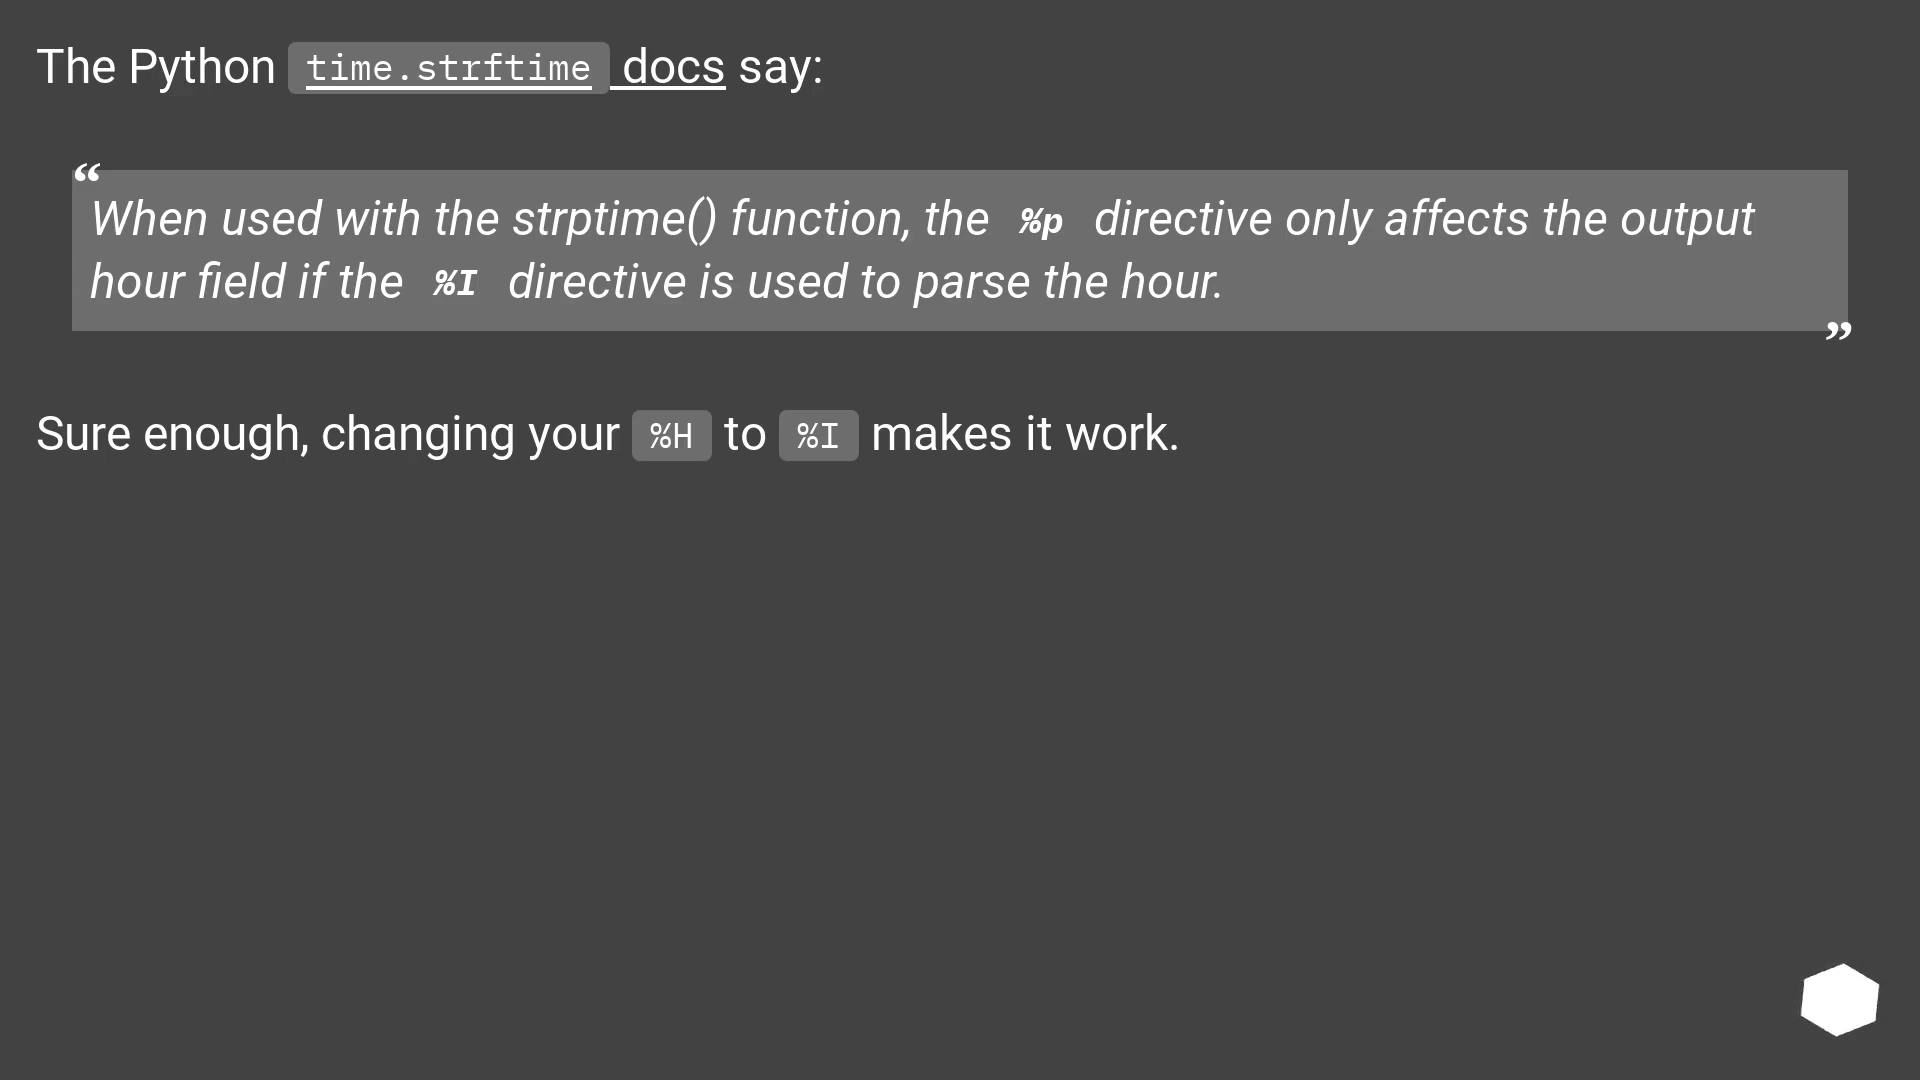 The Python time.strftime docs say:
“
When used with the strptime() function, the %p directive only affects the output
hour field if the %I directive is used to parse the hour.
”
Sure enough, changing your %H to %I makes it work.